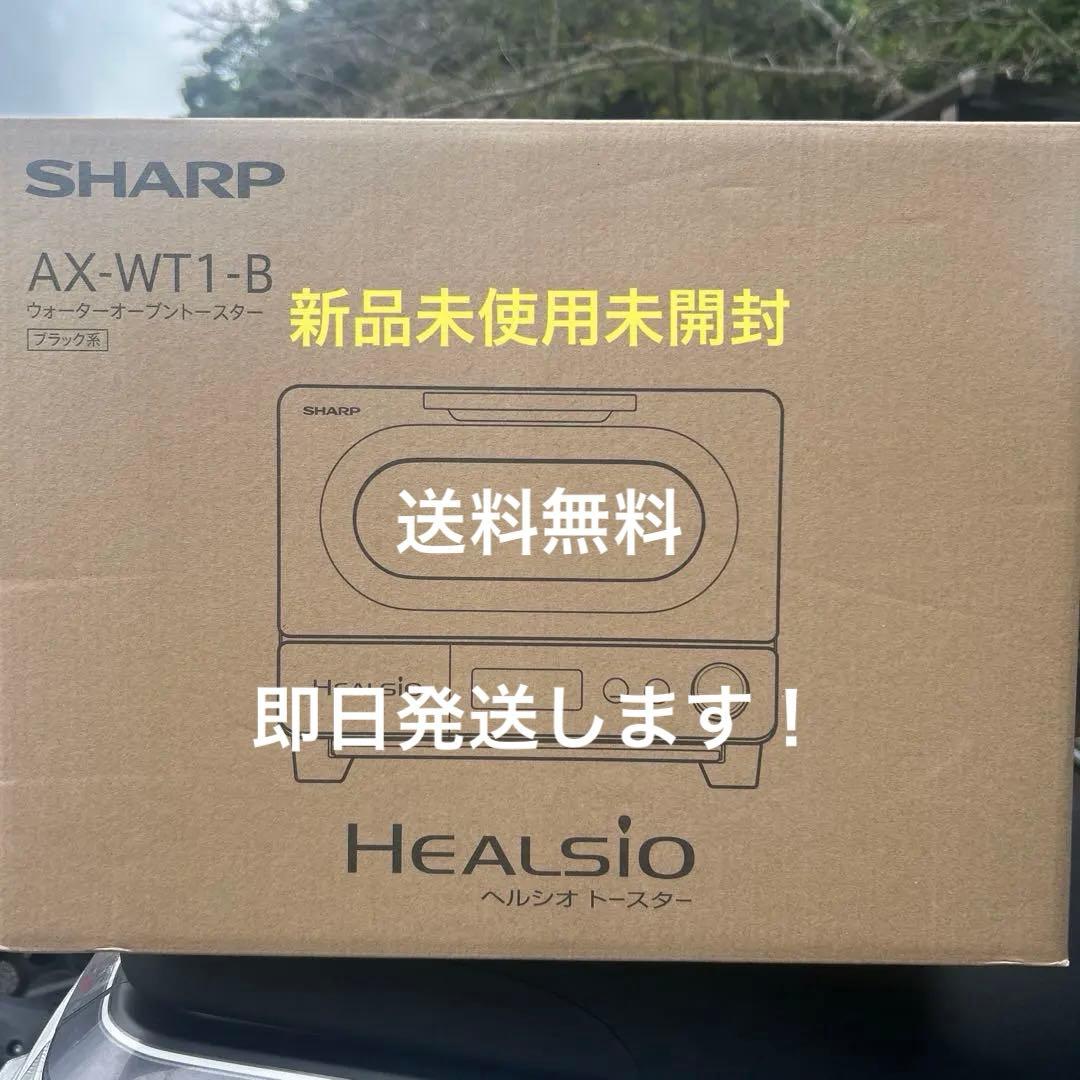 SHARP
AX-WT1-B
ウォーターオーブントースター
ブラック系
新品未使用未開封
SHARP
送料無料
HEALSiO
即日発送します！
HEALSiO
ヘルシオ トースター